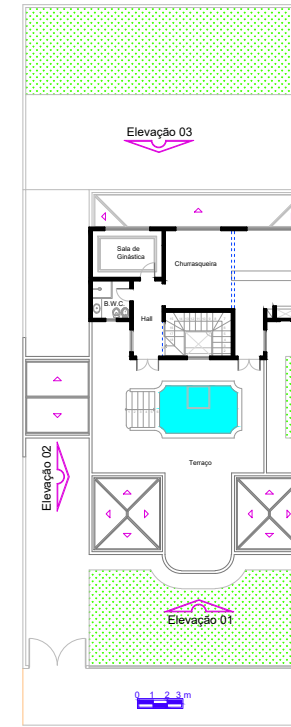 Elevação 03
Sala de
Ginástica
Churrasqueira
B.W.C.
Hall
Elevação 02
Terraço
Elevação 01
0 1 2 3 m